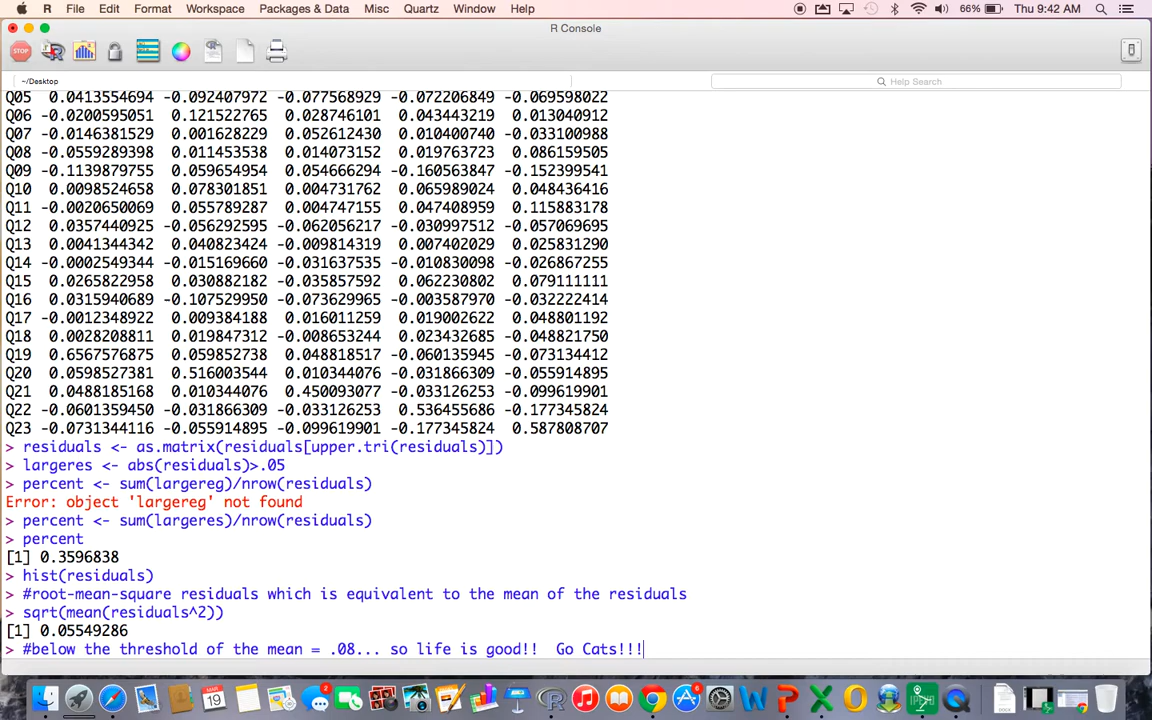 R File Edit Format Workspace Packages & Data Misc Quartz Window Help 66% Thu 9:42 AM
R Console
STOP
~/Desktop Help Search
Q05 0.0413554694 -0.092407972 -0.077568929 -0.072206849 -0.069598022
Q06 -0.0200595051 0.121522765 0.028746101 0.043443219 0.013040912
Q07 -0.0146381529 0.001628229 0.052612430 0.010400740 -0.033100988
Q08 -0.0559289398 0.011453538 0.014073152 0.019763723 0.086159505
Q09 -0.1139879755 0.059654954 0.054666294 -0.160563847 -0.152399541
Q10 0.0098524658 0.078301851 0.004731762 0.065989024 0.048436416
Q11 -0.0020650069 0.055789287 0.004747155 0.047408959 0.115883178
Q12 0.0357440925 -0.056292595 -0.062056217 -0.030997512 -0.057069695
Q13 0.0041344342 0.040823424 -0.009814319 0.007402029 0.025831290
Q14 -0.0002549344 -0.015169660 -0.031637535 -0.010830098 -0.026867255
Q15 0.0265822958 0.030882182 -0.035857592 0.062230802 0.079111111
Q16 0.0315940689 -0.107529950 -0.073629965 -0.003587970 -0.032222414
Q17 -0.0012348922 0.009384188 0.016011259 0.019002622 0.048801192
Q18 0.0028208811 0.019847312 -0.008653244 0.023432685 -0.048821750
Q19 0.6567576875 0.059852738 0.048818517 -0.060135945 -0.073134412
Q20 0.0598527381 0.516003544 0.010344076 -0.031866309 -0.055914895
Q21 0.0488185168 0.010344076 0.450093077 -0.033126253 -0.099619901
Q22 -0.0601359450 -0.031866309 -0.033126253 0.536455686 -0.177345824
Q23 -0.0731344116 -0.055914895 -0.099619901 -0.177345824 0.587808707
> residuals <- as.matrix(residuals[upper.tri(residuals)])
> largeres <- abs(residuals)>.05
> percent <- sum(largereg)/nrow(residuals)
Error: object 'largereg' not found
> percent <- sum(largeres)/nrow(residuals)
> percent
[1] 0.3596838
> hist(residuals)
> #root-mean-square residuals which is equivalent to the mean of the residuals
> sqrt(mean(residuals^2))
[1] 0.05549286
> #below the threshold of the mean = .08... so life is good!! Go Cats!!!